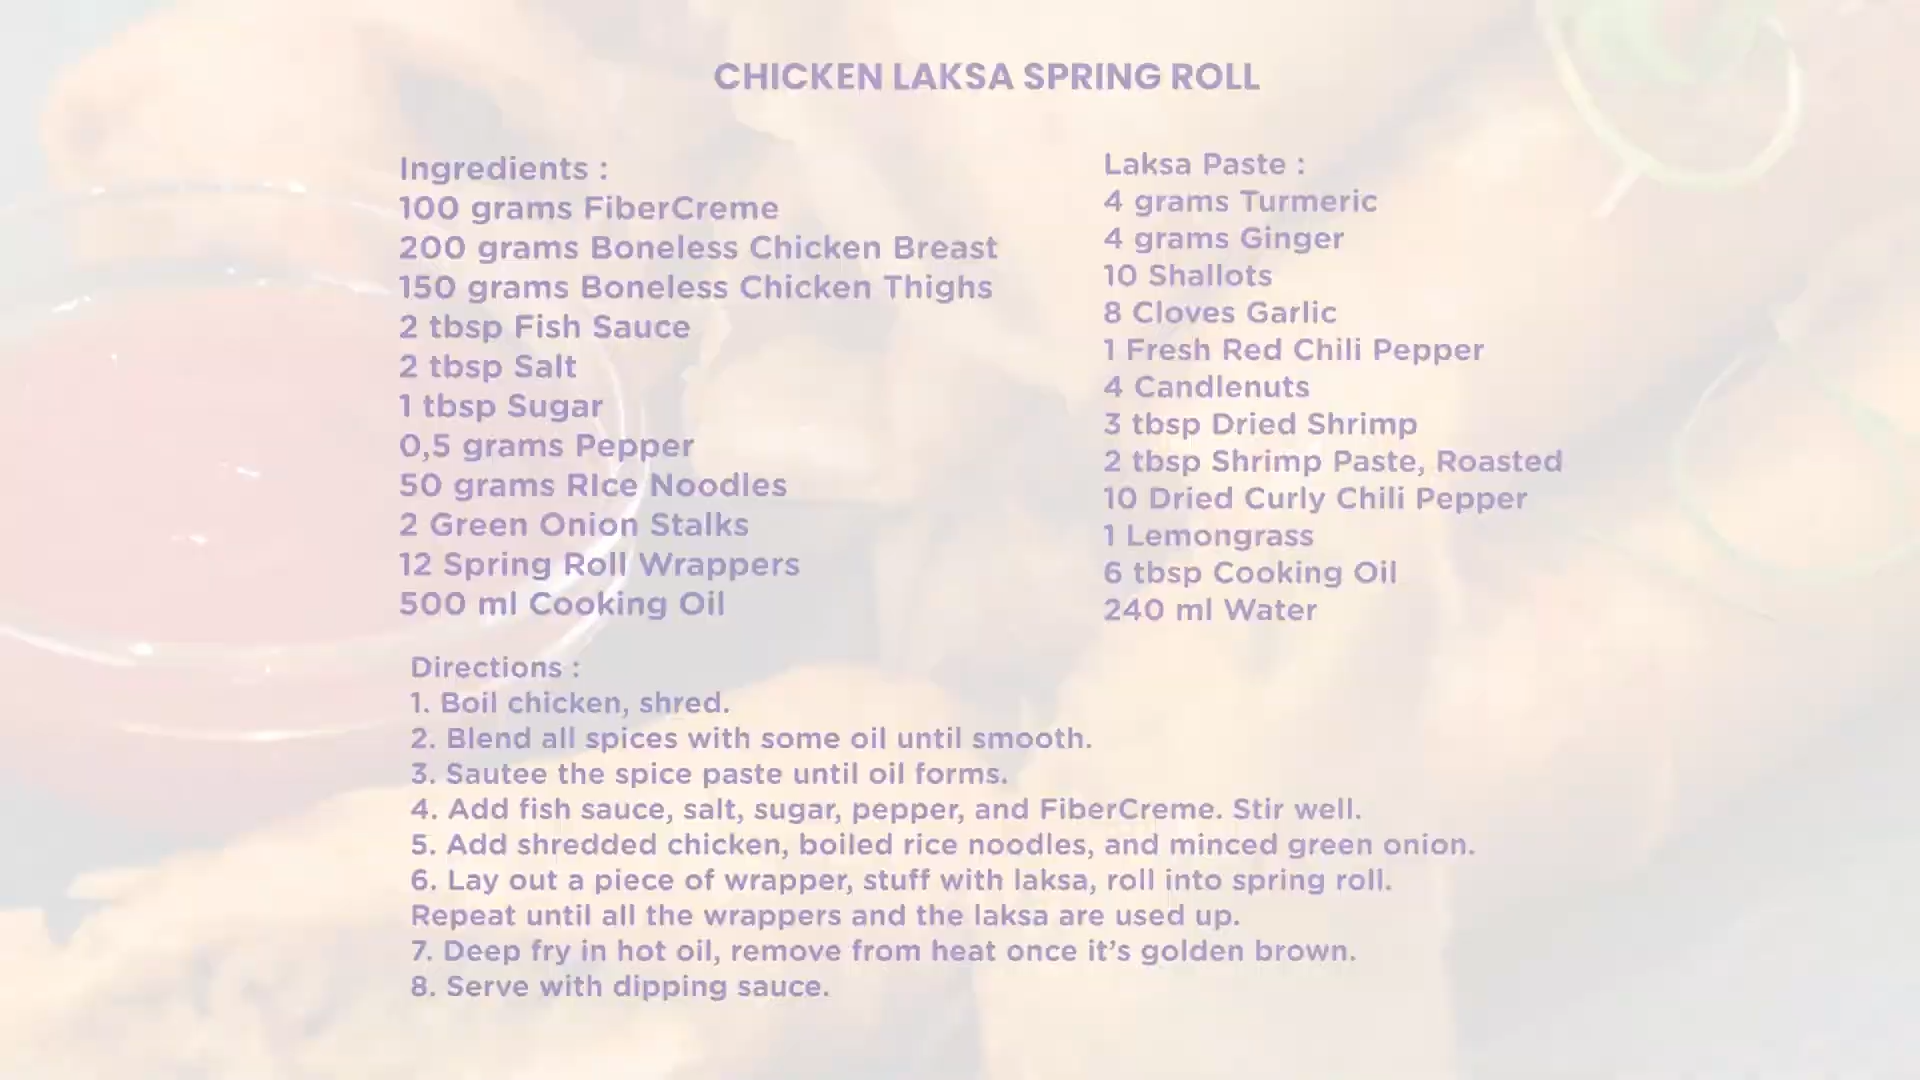 CHICKEN LAKSA SPRING ROLL
Ingredients :
100 grams FiberCreme
200 grams Boneless Chicken Breast
150 grams Boneless Chicken Thighs
2 tbsp Fish Sauce
2 tbsp Salt
1 tbsp Sugar
0,5 grams Pepper
50 grams RIce Noodles
2 Green Onion Stalks
12 Spring Roll Wrappers
500 ml Cooking Oil
Laksa Paste :
4 grams Turmeric
4 grams Ginger
10 Shallots
8 Cloves Garlic
1 Fresh Red Chili Pepper
4 Candlenuts
3 tbsp Dried Shrimp
2 tbsp Shrimp Paste, Roasted
10 Dried Curly Chili Pepper
1 Lemongrass
6 tbsp Cooking Oil
240 ml Water
Directions :
1. Boil chicken, shred.
2. Blend all spices with some oil until smooth.
3. Sautee the spice paste until oil forms.
4. Add fish sauce, salt, sugar, pepper, and FiberCreme. Stir well.
5. Add shredded chicken, boiled rice noodles, and minced green onion.
6. Lay out a piece of wrapper, stuff with laksa, roll into spring roll.
Repeat until all the wrappers and the laksa are used up.
7. Deep fry in hot oil, remove from heat once it’s golden brown.
8. Serve with dipping sauce.